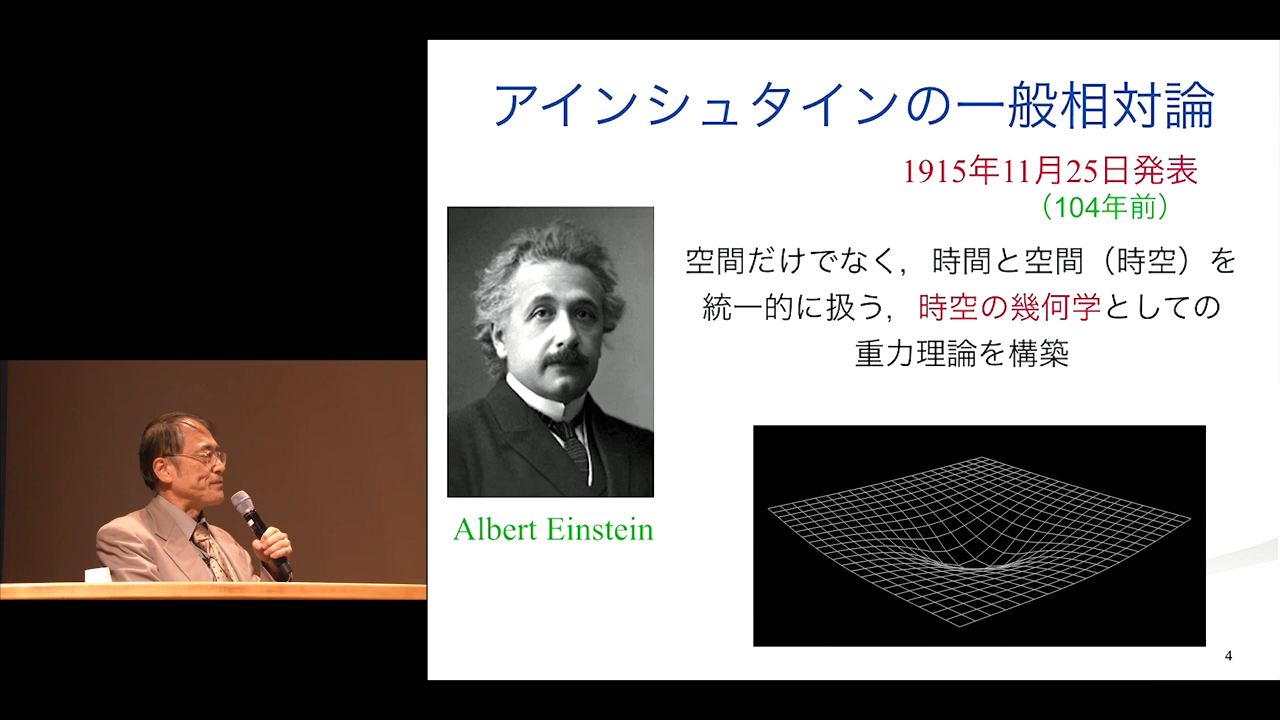 アインシュタインの一般相対論
1915年11月25日発表
（104年前）
空間だけでなく，時間と空間（時空）を
統一的に扱う，時空の幾何学としての
重力理論を構築
Albert Einstein
4